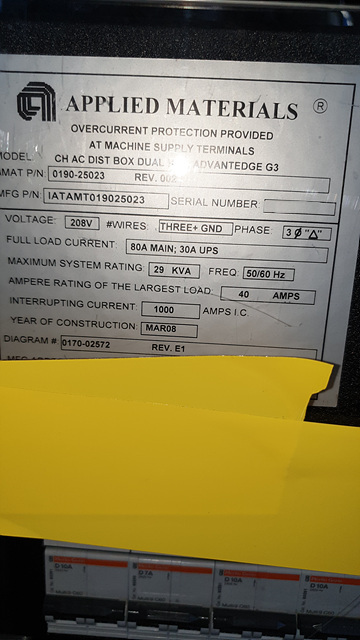 APPLIED MATERIALS ®
OVERCURRENT PROTECTION PROVIDED
AT MACHINE SUPPLY TERMINALS
MODEL CH AC DIST BOX DUAL ADVANTEDGE G3
AMAT P/N: 0190-25023 REV. 002
MFG P/N: IATAMT019025023 SERIAL NUMBER:
VOLTAGE: 208V #WIRES: THREE+ GND PHASE: 3 Ø "Δ"
FULL LOAD CURRENT: 80A MAIN; 30A UPS
MAXIMUM SYSTEM RATING: 29 KVA FREQ: 50/60 Hz
AMPERE RATING OF THE LARGEST LOAD: 40 AMPS
INTERRUPTING CURRENT: 1000 AMPS I.C.
YEAR OF CONSTRUCTION: MAR08
DIAGRAM # 0170-02572 REV. E1